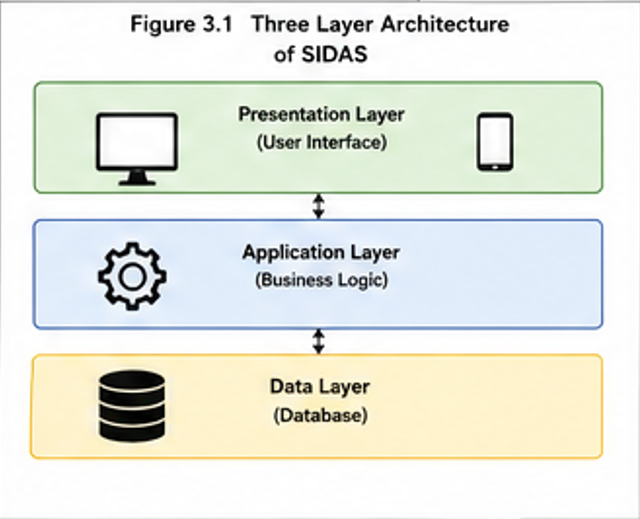 Figure 3.1 Three Layer Architecture
of SIDAS
Presentation Layer
(User Interface)
Application Layer
(Business Logic)
Data Layer
(Database)